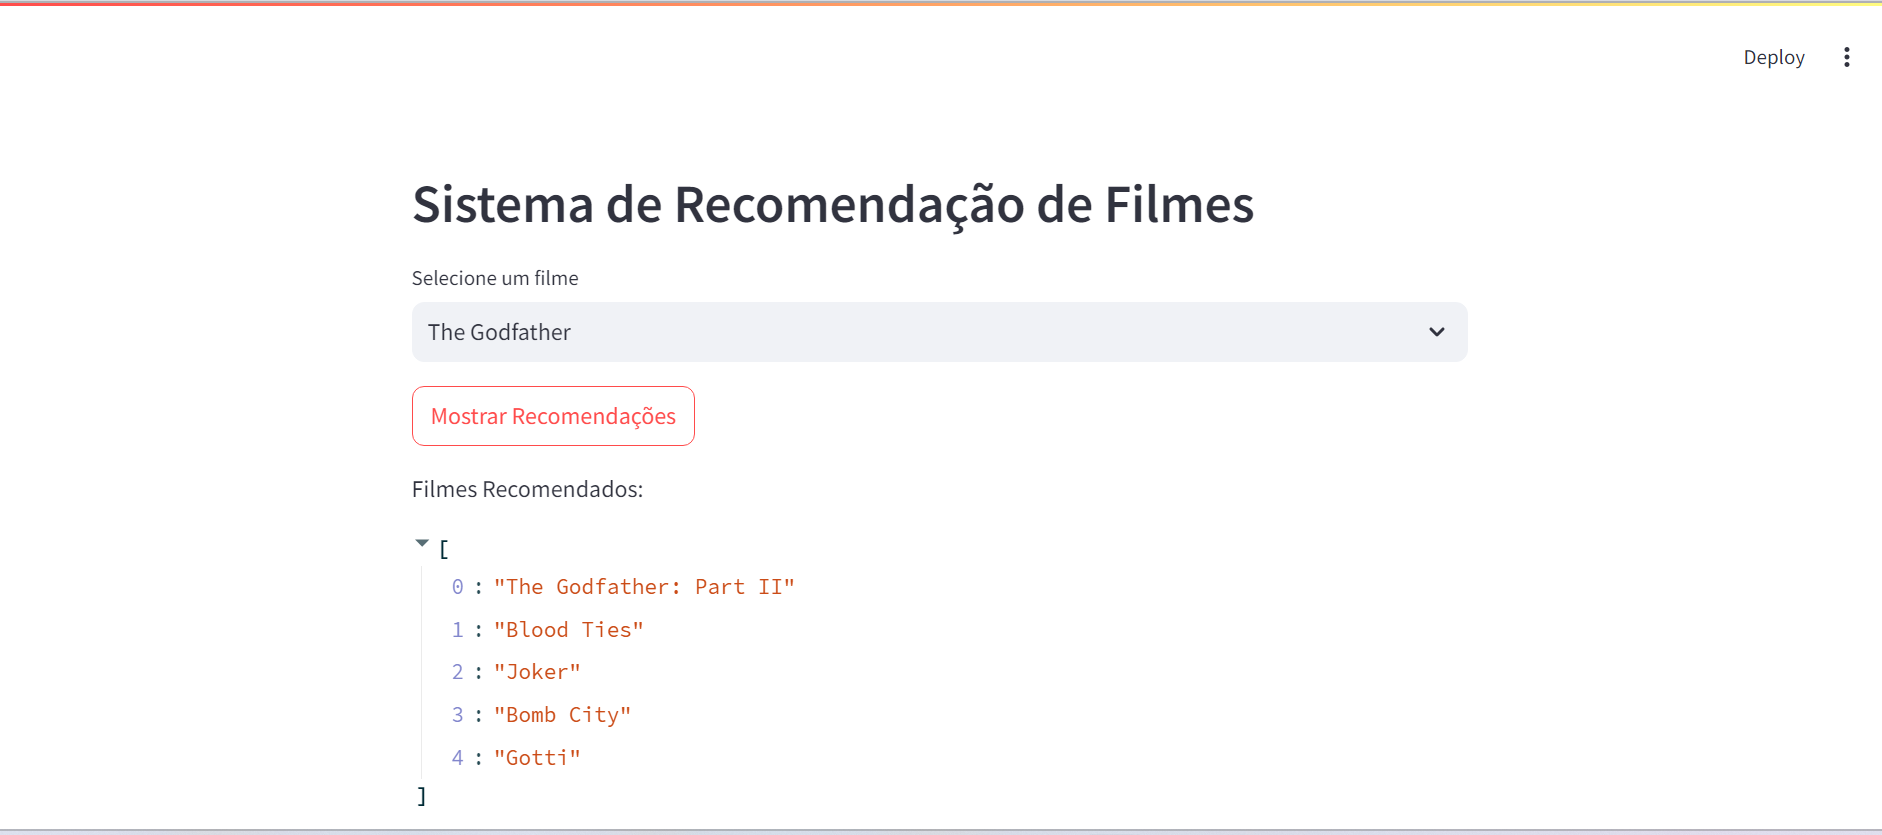 Deploy
Sistema de Recomendação de Filmes
Selecione um filme
The Godfather
Mostrar Recomendações
Filmes Recomendados:
[
0 : "The Godfather: Part II"
1 : "Blood Ties"
2 : "Joker"
3 : "Bomb City"
4 : "Gotti"
]